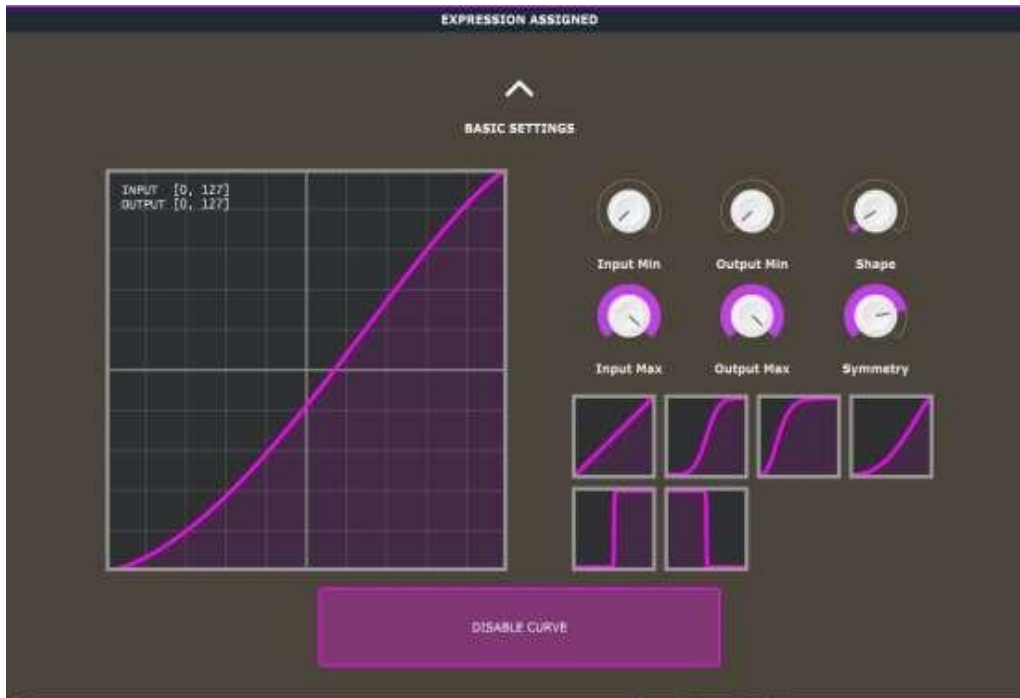 EXPRESSION ASSIGNED
BASIC SETTINGS
INPUT [0, 127]
OUTPUT [0, 127]
Input Min Output Min Shape
Input Max Output Max Symmetry
DISABLE CURVE